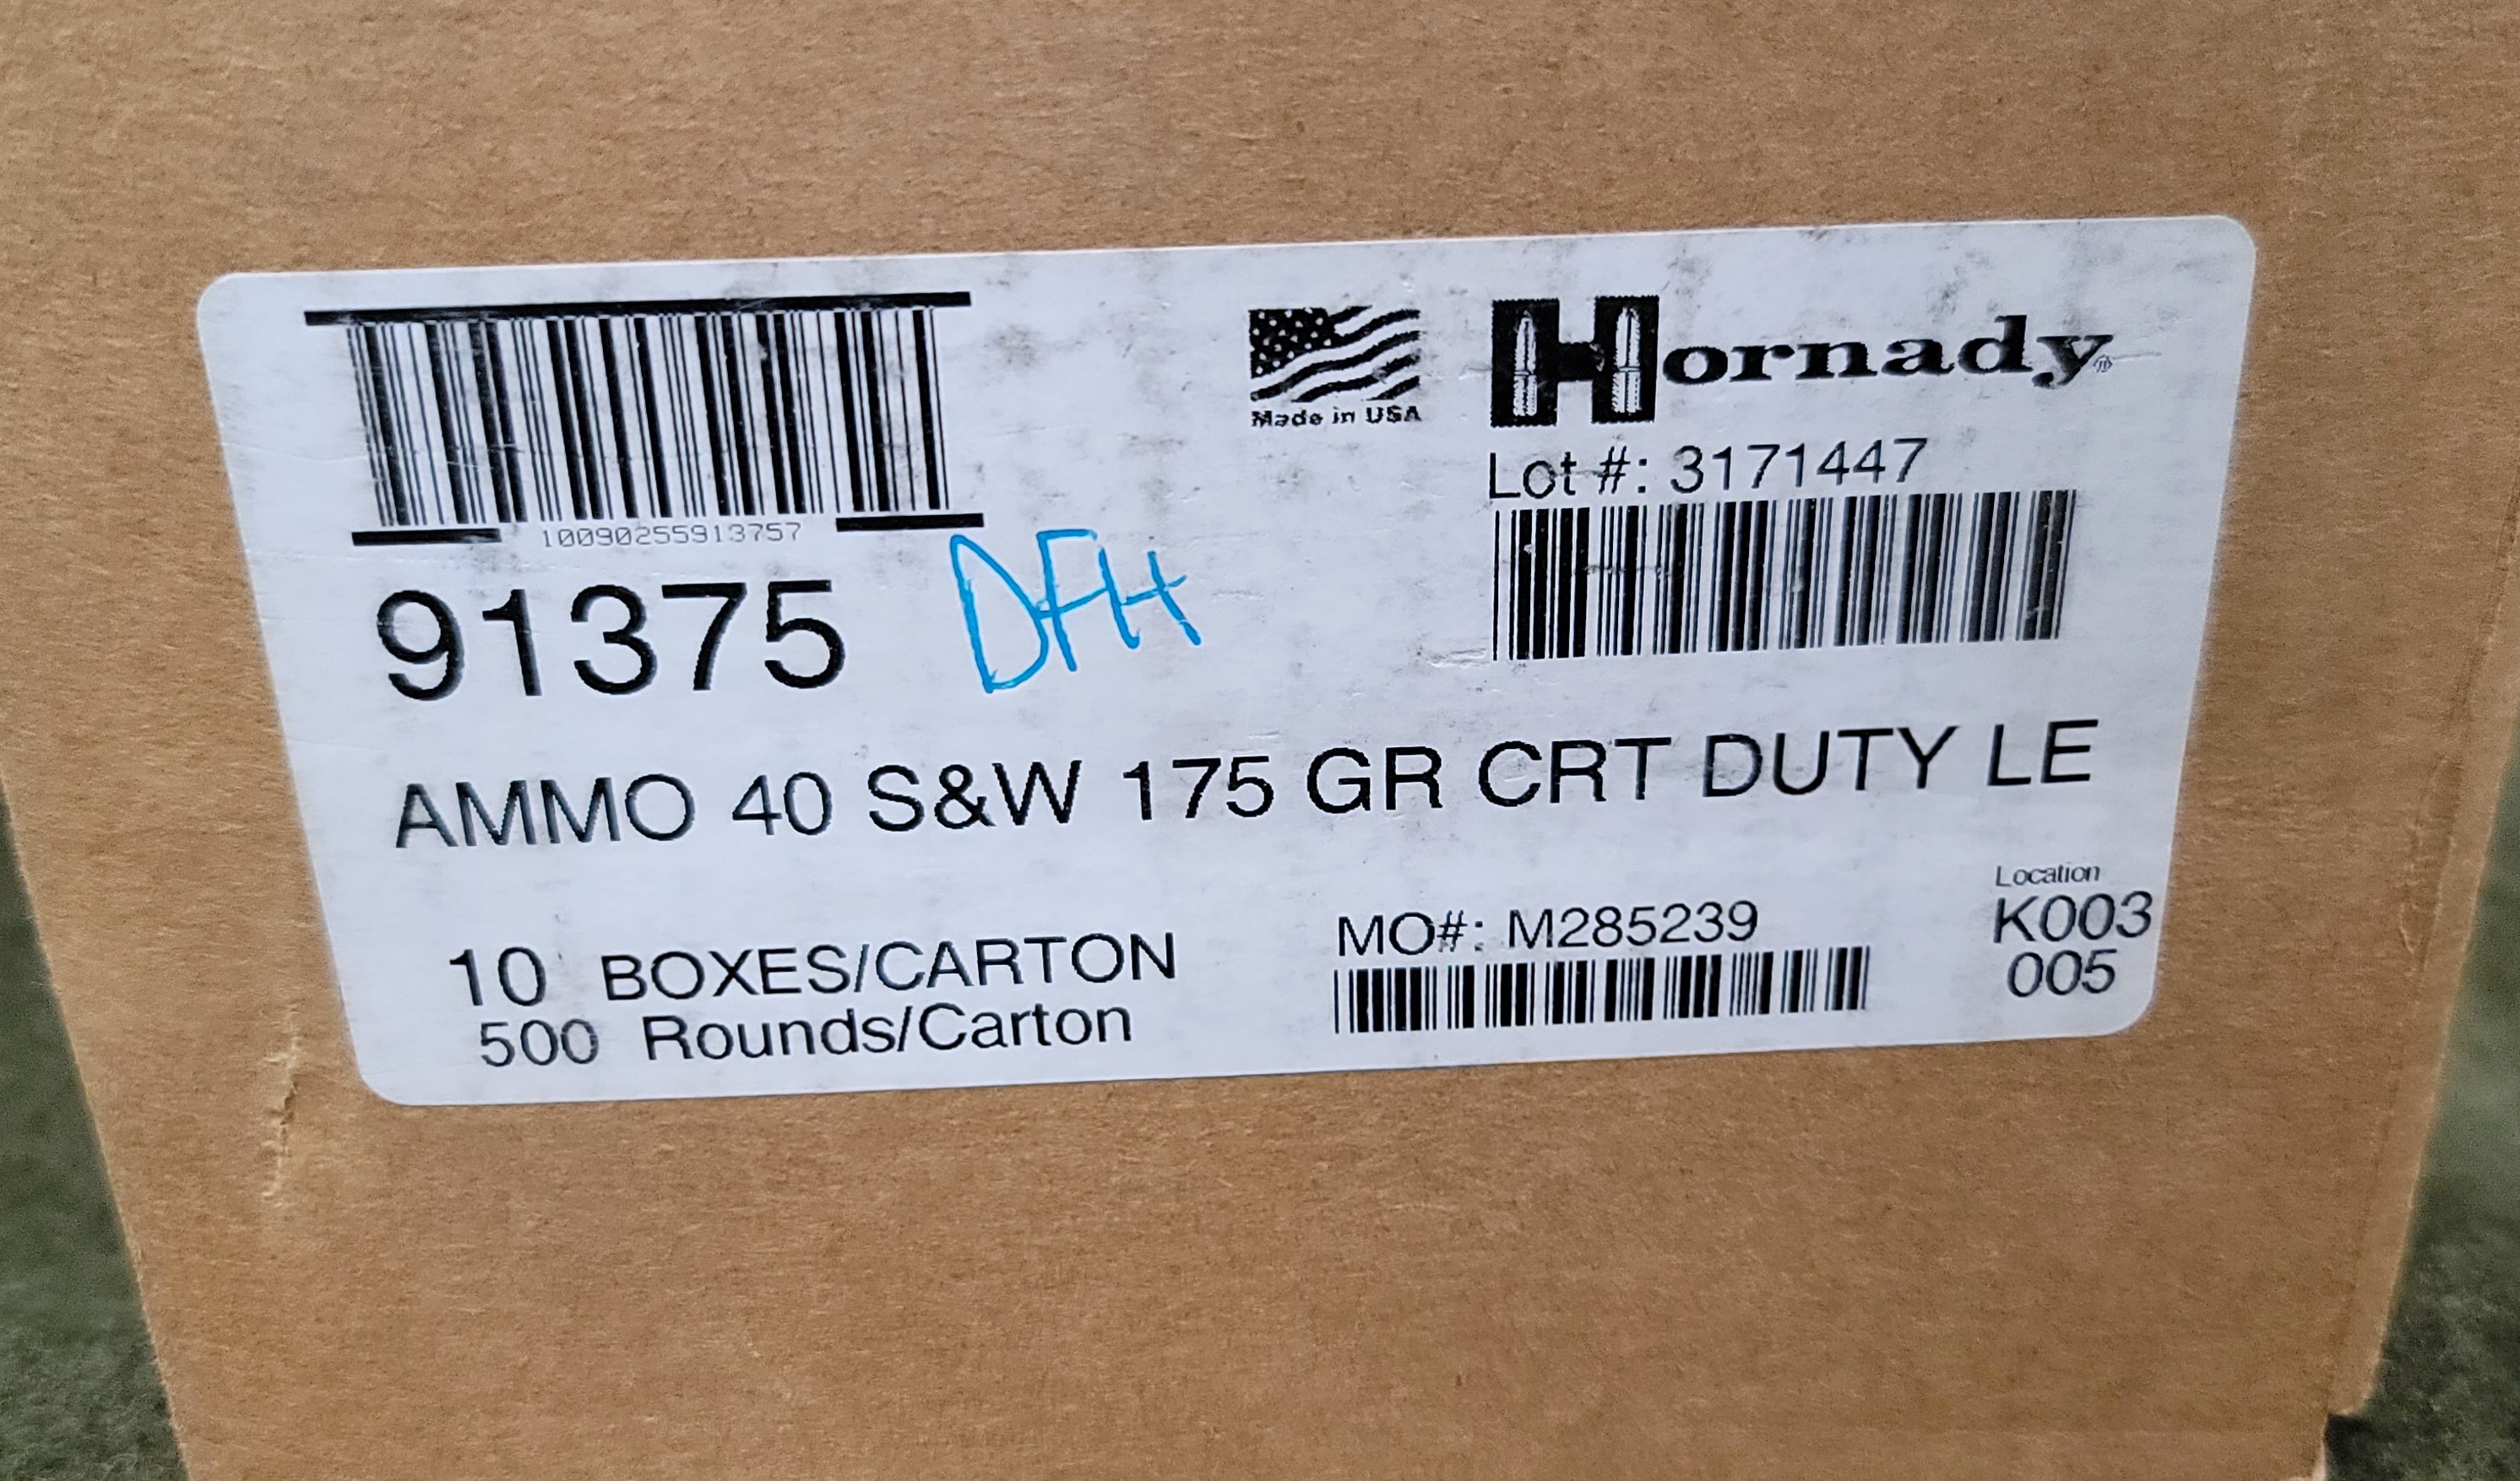 10090255913757
91375 DFH
Made in USA
Hornady®
Lot #: 3171447
AMMO 40 S&W 175 GR CRT DUTY LE
10 BOXES/CARTON
500 Rounds/Carton
MO#: M285239
Location
K003
005